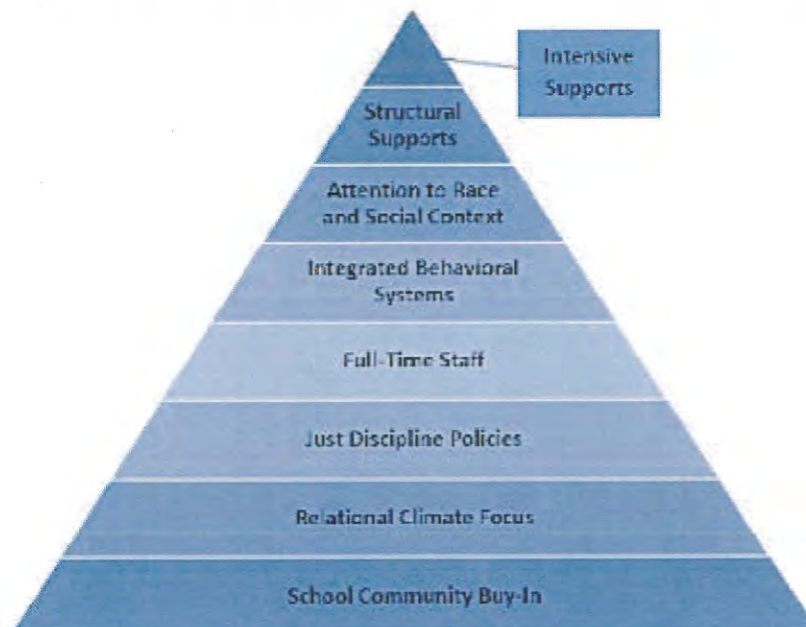 Intensive
Supports
Structural
Supports
Attention to Race
and Social Context
Integrated Behavioral
Systems
Full-Time Staff
Just Discipline Policies
Relational Climate Focus
School Community Buy-In